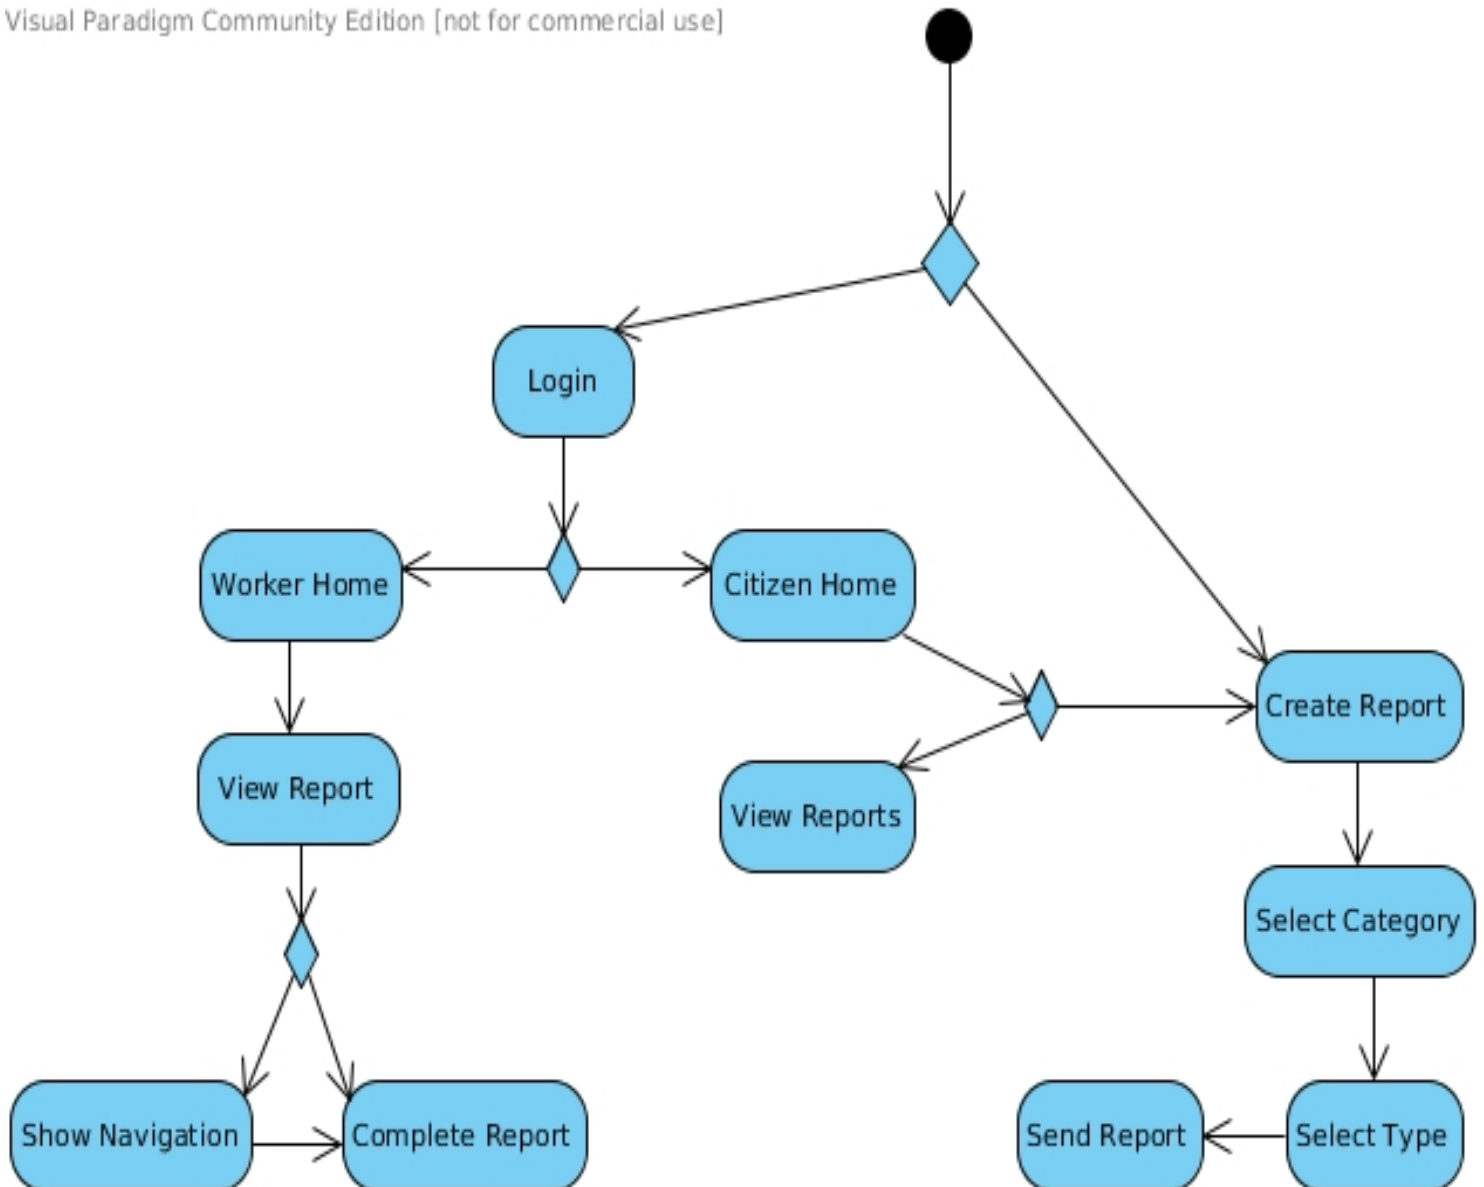 Visual Paradigm Community Edition [not for commercial use]
Login
Worker Home
Citizen Home
Create Report
View Report
View Reports
Select Category
Show Navigation
Complete Report
Send Report
Select Type